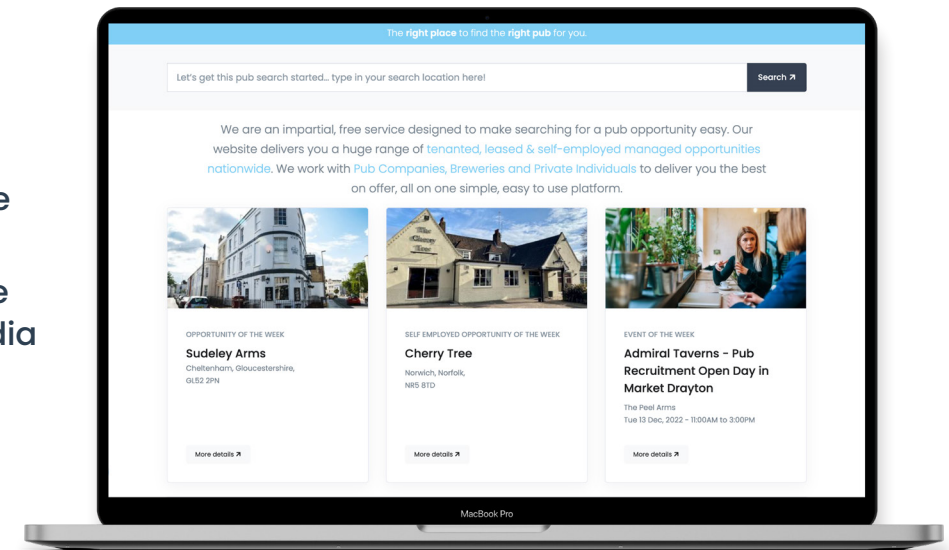 e
e
dia
The right place to find the right pub for you.
Let's get this pub search started... type in your search location here!
Search ↗
We are an impartial, free service designed to make searching for a pub opportunity easy. Our
website delivers you a huge range of tenanted, leased & self-employed managed opportunities
nationwide. We work with Pub Companies, Breweries and Private Individuals to deliver you the best
on offer, all on one simple, easy to use platform.
The
Cherry
Tree
OPPORTUNITY OF THE WEEK
Sudeley Arms
Cheltenham, Gloucestershire,
GL52 2PN
More details ↗
SELF EMPLOYED OPPORTUNITY OF THE WEEK
Cherry Tree
Norwich, Norfolk,
NR5 8TD
More details ↗
EVENT OF THE WEEK
Admiral Taverns - Pub
Recruitment Open Day in
Market Drayton
The Peel Arms
Tue 13 Dec, 2022 - 11:00AM to 3:00PM
More details ↗
MacBook Pro